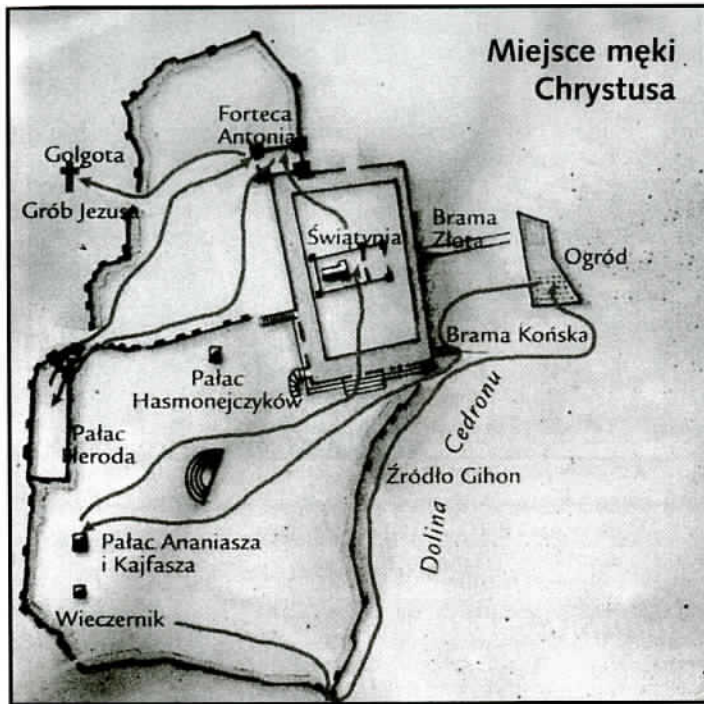 Miejsce męki
Chrystusa
Forteca
Antonia
Golgota
Grób Jezusa
Świątynia
Brama
Złota
Ogród
Brama Końska
Pałac
Hasmonejczyków
Pałac
Heroda
Źródło Gihon
Dolina Cedronu
Pałac Ananiasza
i Kajfasza
Wieczernik